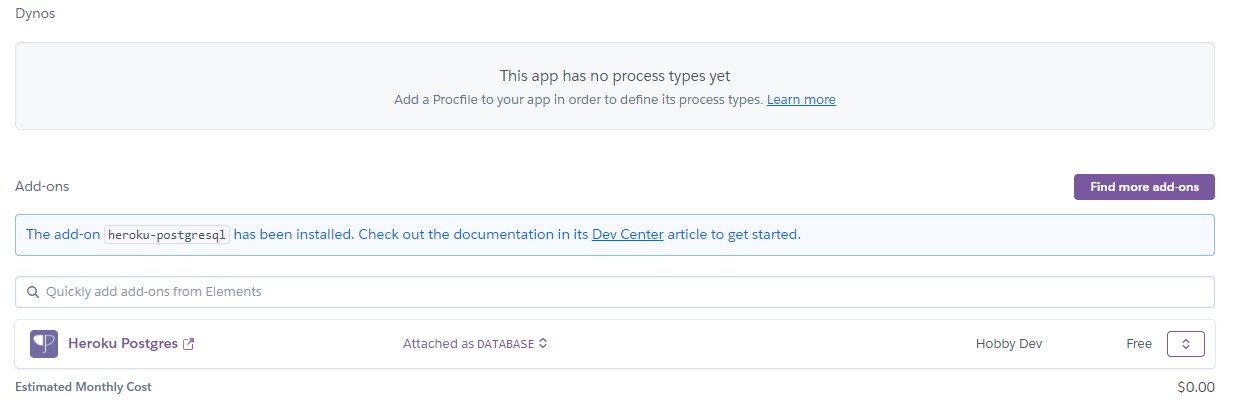 Dynos
This app has no process types yet
Add a Procfile to your app in order to define its process types. Learn more
Add-ons
Find more add-ons
The add-on heroku-postgresql has been installed. Check out the documentation in its Dev Center article to get started.
Quickly add add-ons from Elements
Heroku Postgres Attached as DATABASE Hobby Dev Free
Estimated Monthly Cost $0.00